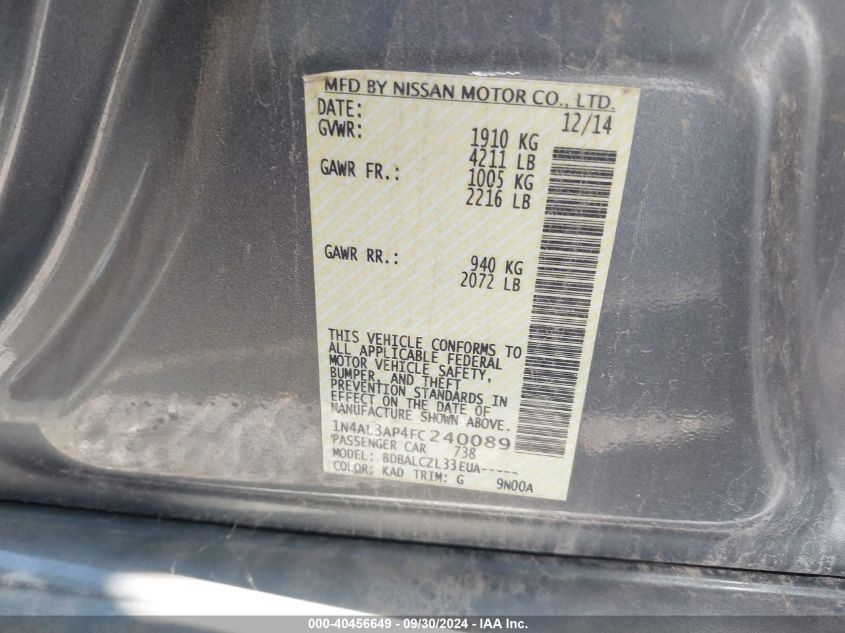 MFD BY NISSAN MOTOR CO., LTD.
DATE: 12/14
GVWR: 1910 KG
4211 LB
GAWR FR.: 1005 KG
2216 LB
GAWR RR.: 940 KG
2072 LB
THIS VEHICLE CONFORMS TO
ALL APPLICABLE FEDERAL
MOTOR VEHICLE SAFETY,
BUMPER, AND THEFT
PREVENTION STANDARDS IN
EFFECT ON THE DATE OF
MANUFACTURE SHOWN ABOVE.
1N4AL3AP4FC240089
PASSENGER CAR 738
MODEL: BDBALCZL33EUA-----
COLOR: KAD TRIM: G 9N00A
000-40456649 - 09/30/2024 - IAA Inc.